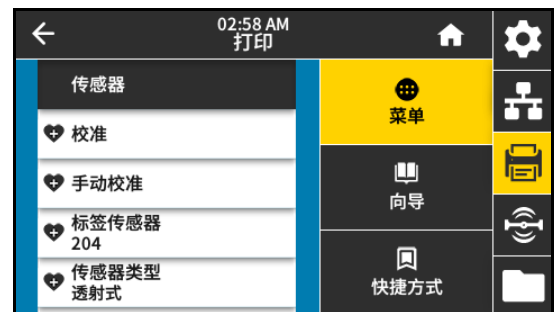 02:58 AM
打印
传感器
校准
手动校准
标签传感器
204
传感器类型
透射式
菜单
向导
快捷方式